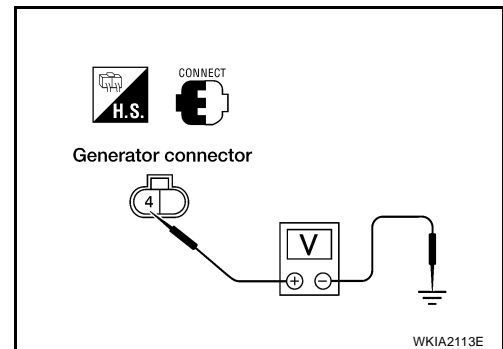 CONNECT
H.S.
Generator connector
4
V
+ −
WKIA2113E